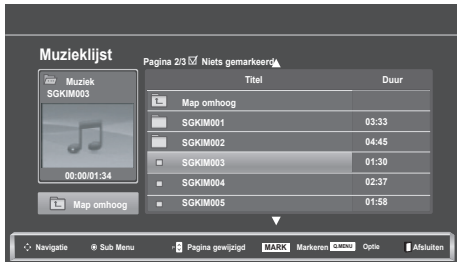 Muzieklijst
Pagina 2/3 Niets gemarkeerd
Muziek
SGKIM003
00:00/01:34
Map omhoog
Titel Duur
Map omhoog
SGKIM001 03:33
SGKIM002 04:45
SGKIM003 01:30
SGKIM004 02:37
SGKIM005 01:58
Navigatie Sub Menu P Pagina gewijzigd MARK Markeren Q.MENU Optie Afsluiten